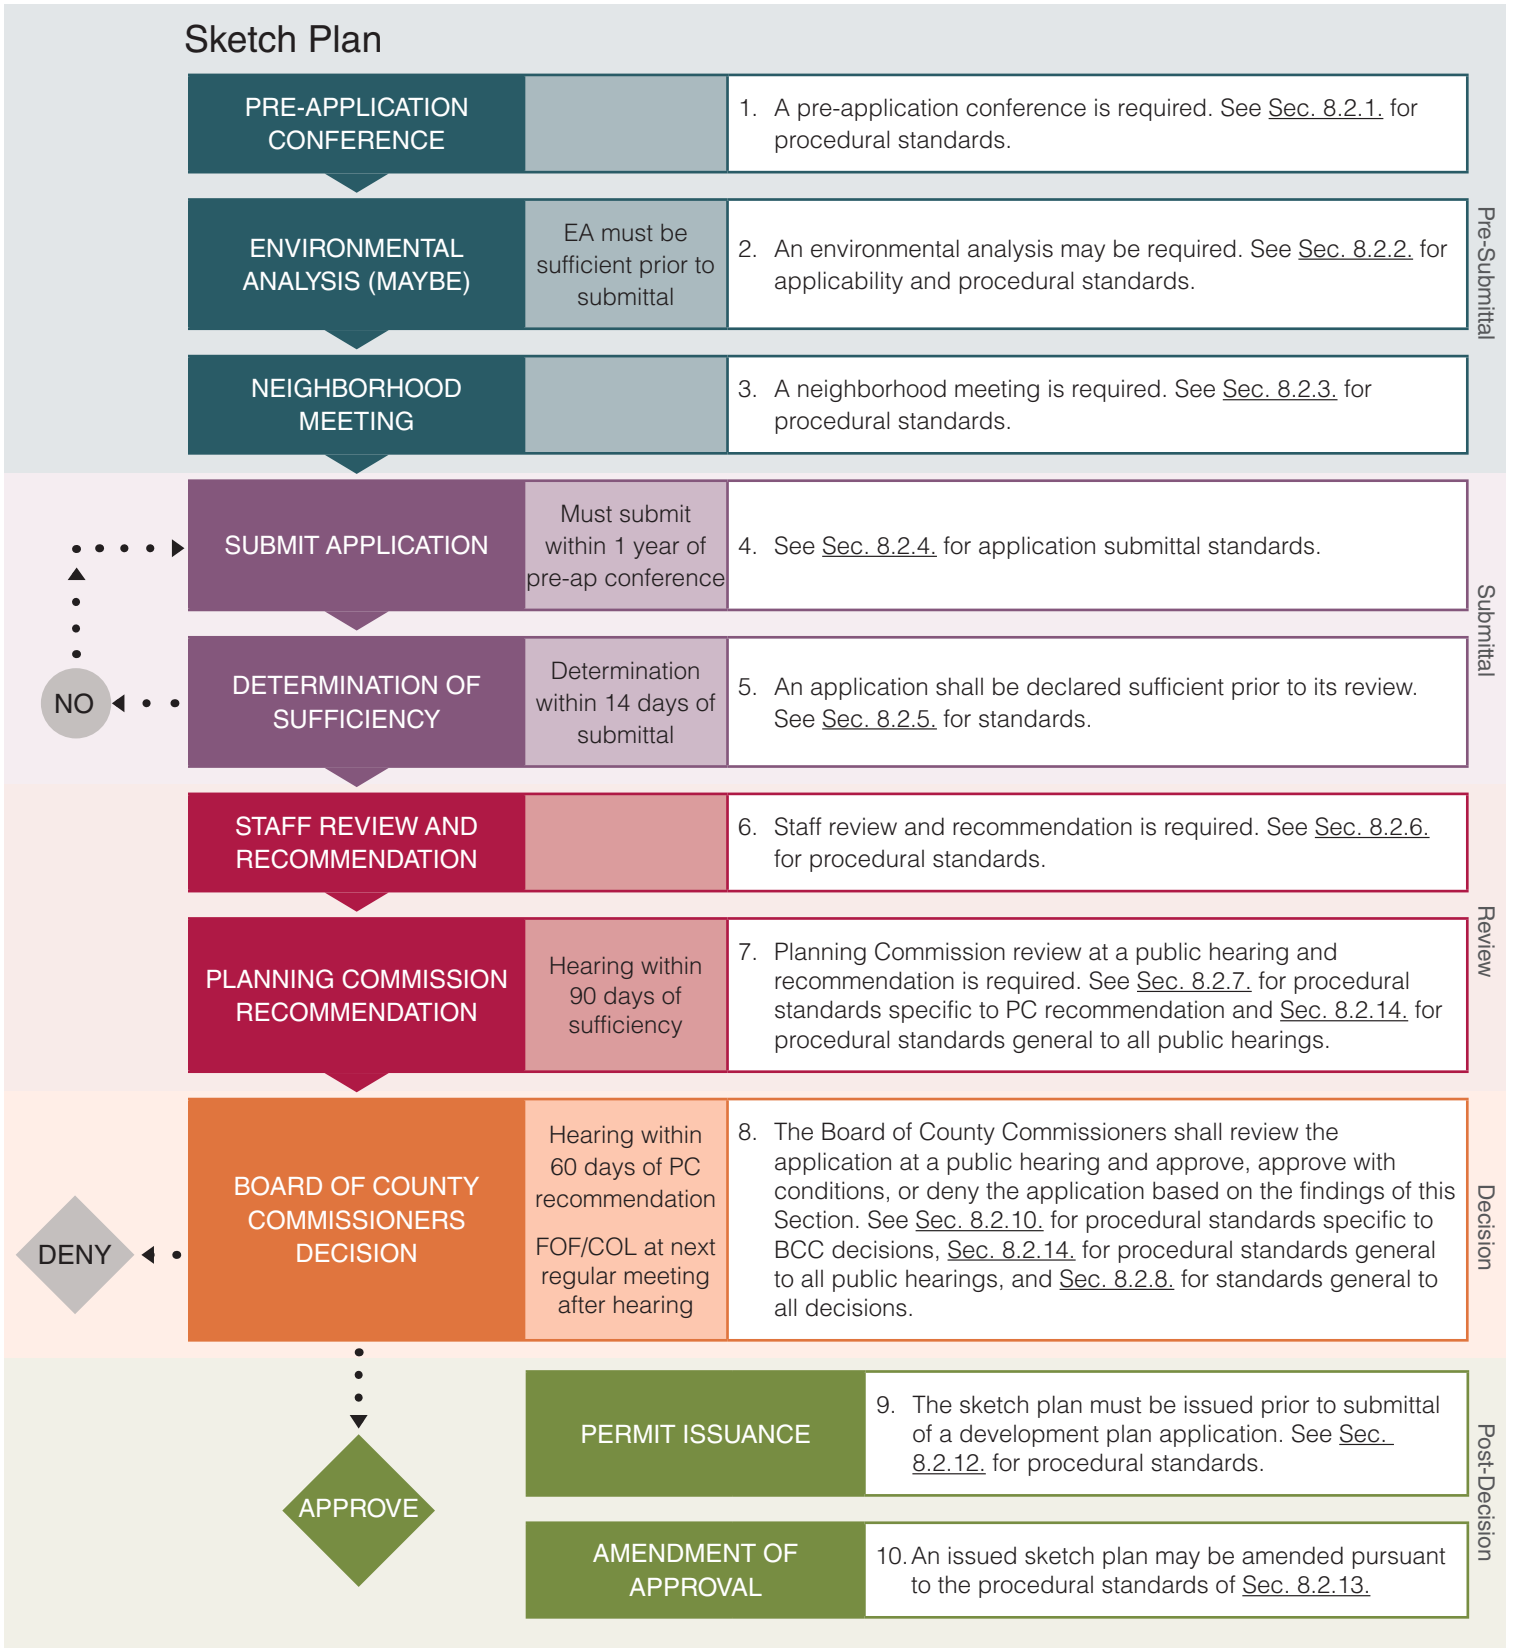 Sketch Plan
PRE-APPLICATION
CONFERENCE
1. A pre-application conference is required. See Sec. 8.2.1. for
procedural standards.
ENVIRONMENTAL
ANALYSIS (MAYBE)
EA must be
sufficient prior to
submittal
2. An environmental analysis may be required. See Sec. 8.2.2. for
applicability and procedural standards.
NEIGHBORHOOD
MEETING
3. A neighborhood meeting is required. See Sec. 8.2.3. for
procedural standards.
Pre-Submittal
SUBMIT APPLICATION
Must submit
within 1 year of
pre-ap conference
4. See Sec. 8.2.4. for application submittal standards.
NO
DETERMINATION OF
SUFFICIENCY
Determination
within 14 days of
submittal
5. An application shall be declared sufficient prior to its review.
See Sec. 8.2.5. for standards.
Submittal
STAFF REVIEW AND
RECOMMENDATION
6. Staff review and recommendation is required. See Sec. 8.2.6.
for procedural standards.
PLANNING COMMISSION
RECOMMENDATION
Hearing within
90 days of
sufficiency
7. Planning Commission review at a public hearing and
recommendation is required. See Sec. 8.2.7. for procedural
standards specific to PC recommendation and Sec. 8.2.14. for
procedural standards general to all public hearings.
Review
DENY
BOARD OF COUNTY
COMMISSIONERS
DECISION
Hearing within
60 days of PC
recommendation
FOF/COL at next
regular meeting
after hearing
8. The Board of County Commissioners shall review the
application at a public hearing and approve, approve with
conditions, or deny the application based on the findings of this
Section. See Sec. 8.2.10. for procedural standards specific to
BCC decisions, Sec. 8.2.14. for procedural standards general
to all public hearings, and Sec. 8.2.8. for standards general to
all decisions.
Decision
APPROVE
PERMIT ISSUANCE
9. The sketch plan must be issued prior to submittal
of a development plan application. See Sec.
8.2.12. for procedural standards.
AMENDMENT OF
APPROVAL
10. An issued sketch plan may be amended pursuant
to the procedural standards of Sec. 8.2.13.
Post-Decision